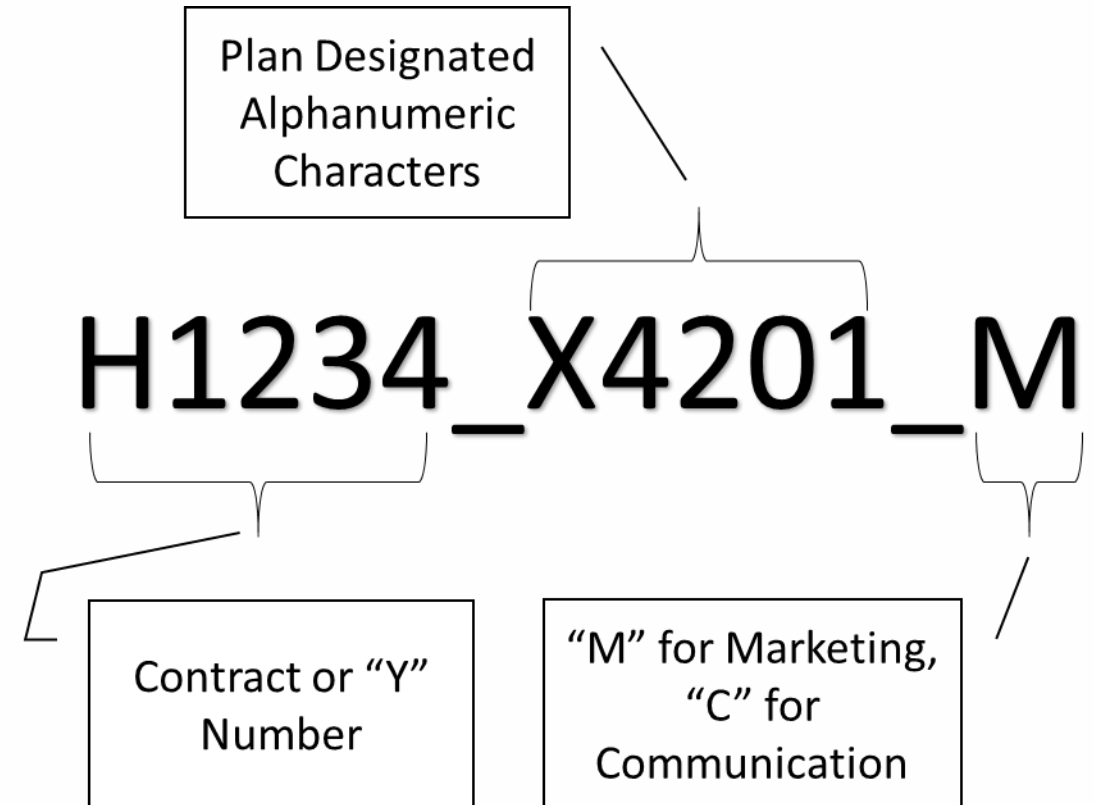 Plan Designated
Alphanumeric
Characters
H1234_X4201_M
Contract or “Y”
Number
“M” for Marketing,
“C” for
Communication